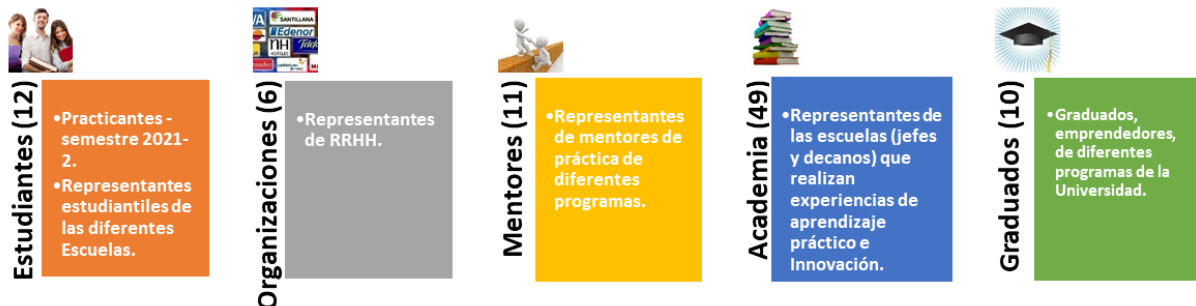 SANTILLANA
Edenor
NH
Estudiantes (12)
•Practicantes -
semestre 2021-
2.
•Representantes
estudiantiles de
las diferentes
Escuelas.
Organizaciones (6)
•Representantes
de RRHH.
Mentores (11)
•Representantes
de mentores de
práctica de
diferentes
programas.
Academia (49)
•Representantes de
las escuelas (jefes
y decanos) que
realizan
experiencias de
aprendizaje
práctico e
Innovación.
Graduados (10)
•Graduados,
emprendedores,
de diferentes
programas de la
Universidad.